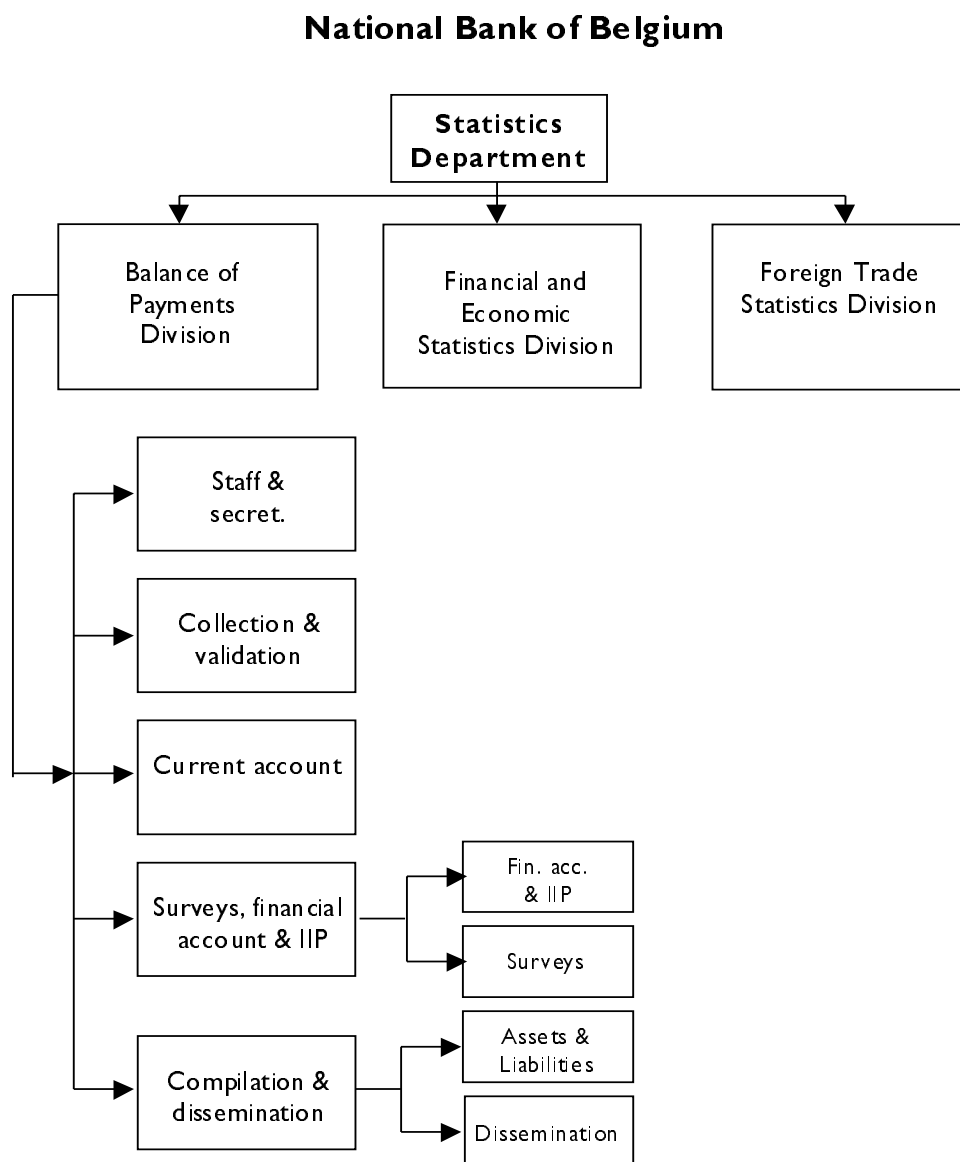 National Bank of Belgium
Statistics
Department
Balance of
Payments
Division
Financial and
Economic
Statistics Division
Foreign Trade
Statistics Division
Staff &
secret.
Collection &
validation
Current account
Surveys, financial
account & IIP
Fin. acc.
& IIP
Surveys
Compilation &
dissemination
Assets &
Liabilities
Dissemination